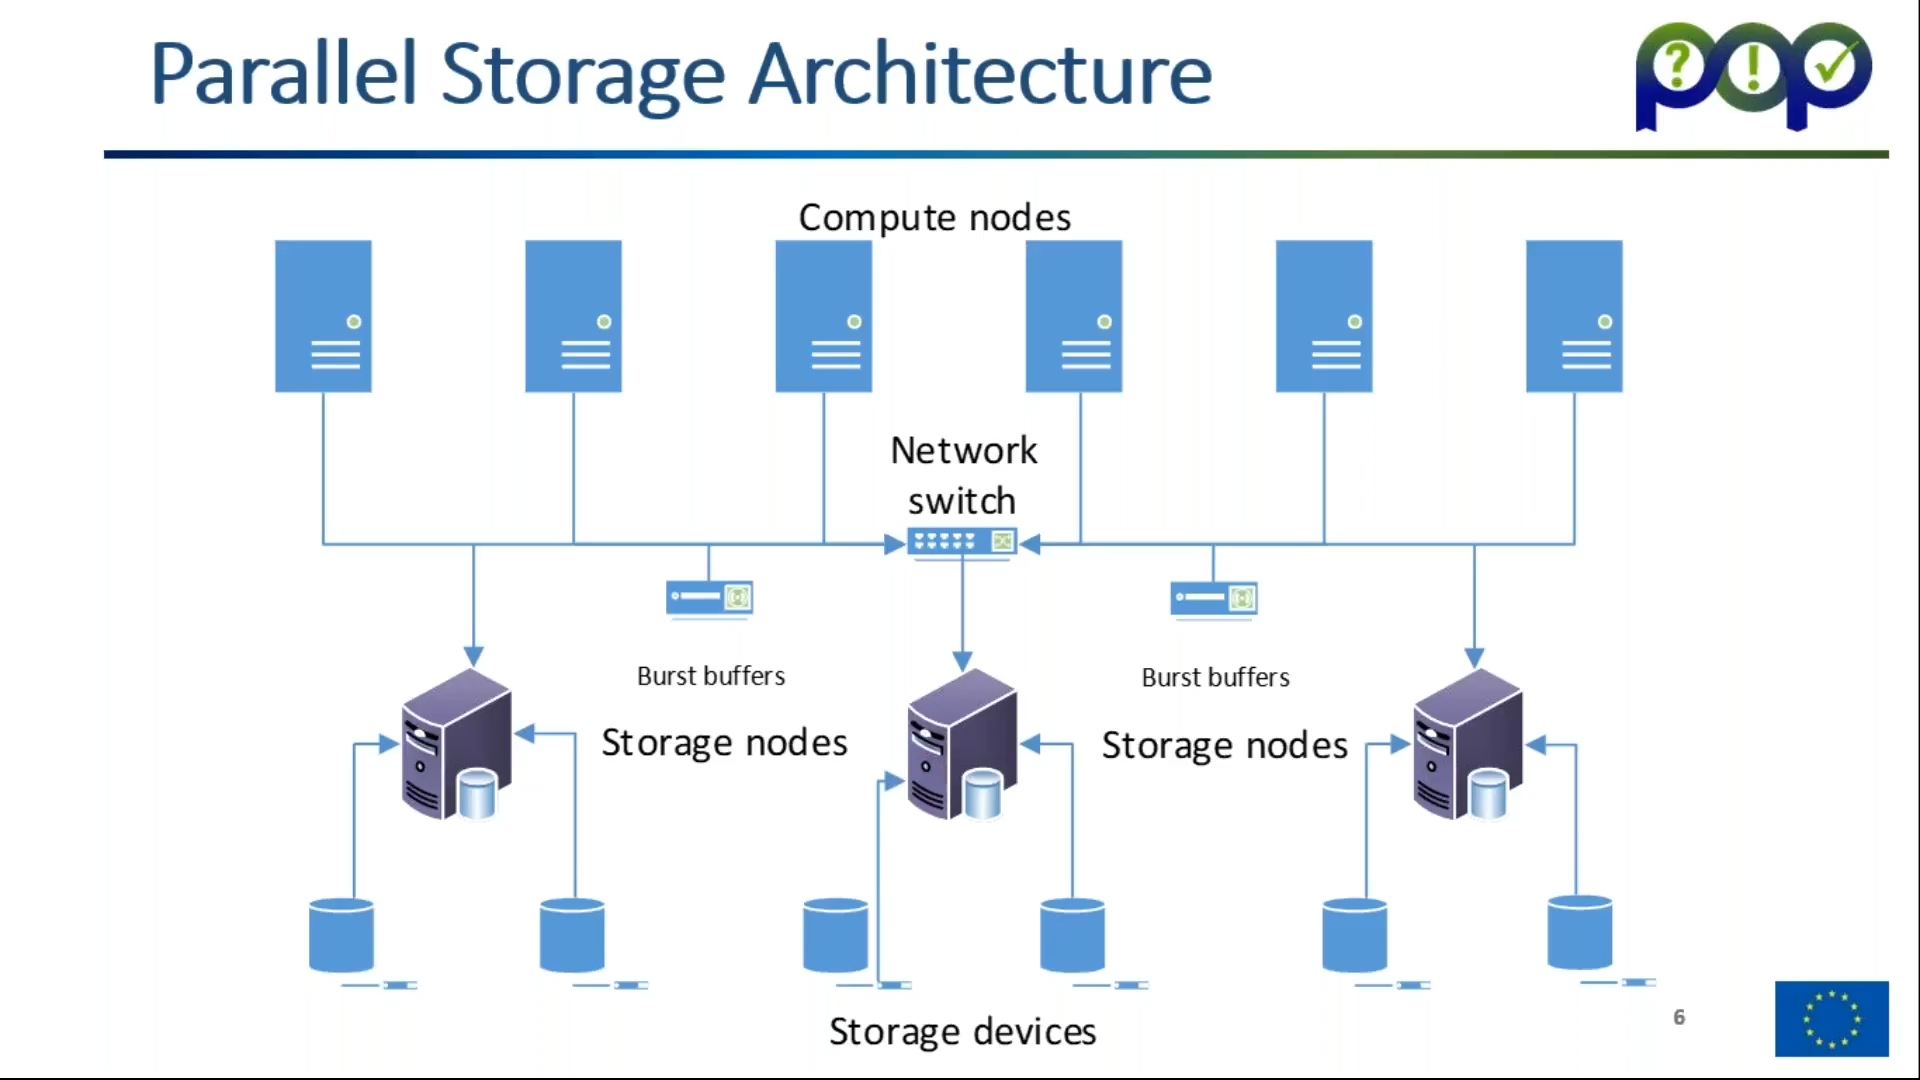 Parallel Storage Architecture
pop
?
!
Compute nodes
Network
switch
Burst buffers
Burst buffers
Storage nodes
Storage nodes
Storage devices
6